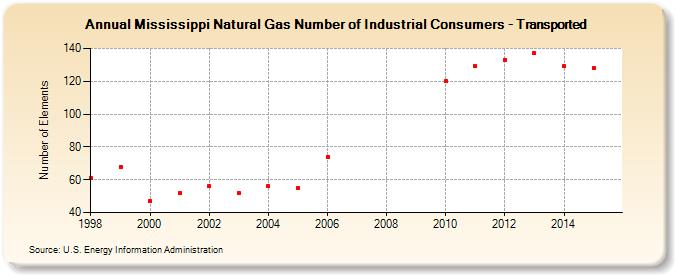 Annual Mississippi Natural Gas Number of Industrial Consumers - Transported
Number of Elements
140
120
100
80
60
40
1998 2000 2002 2004 2006 2008 2010 2012 2014
Source: U.S. Energy Information Administration